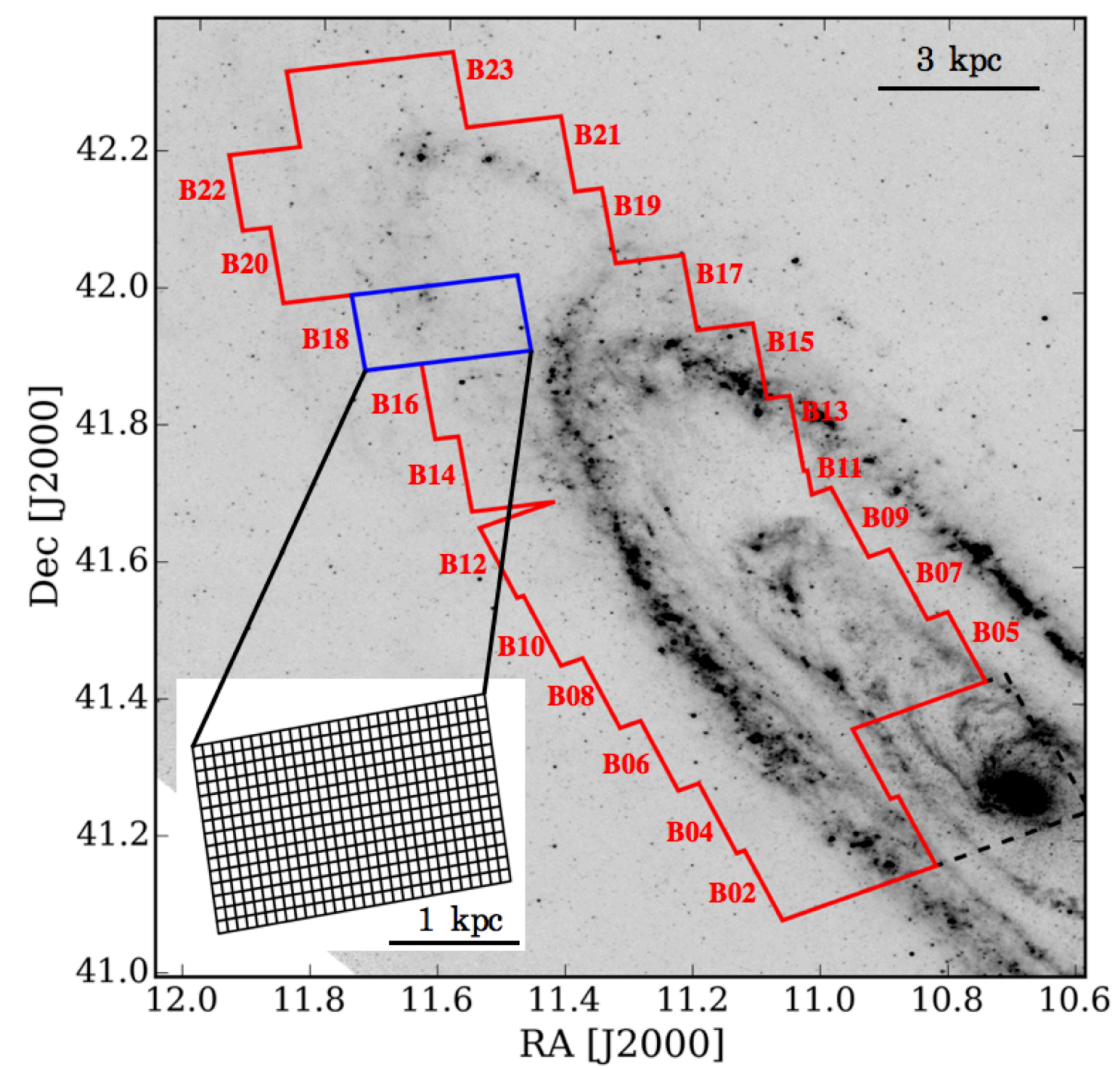 3 kpc
B23
B21
B22
B19
B20
B17
B18
B15
B16
B13
B14
B11
B09
B12
B07
B10
B05
B08
B06
B04
B02
1 kpc
42.2
42.0
41.8
41.6
41.4
41.2
41.0
Dec [J2000]
12.0 11.8 11.6 11.4 11.2 11.0 10.8 10.6
RA [J2000]